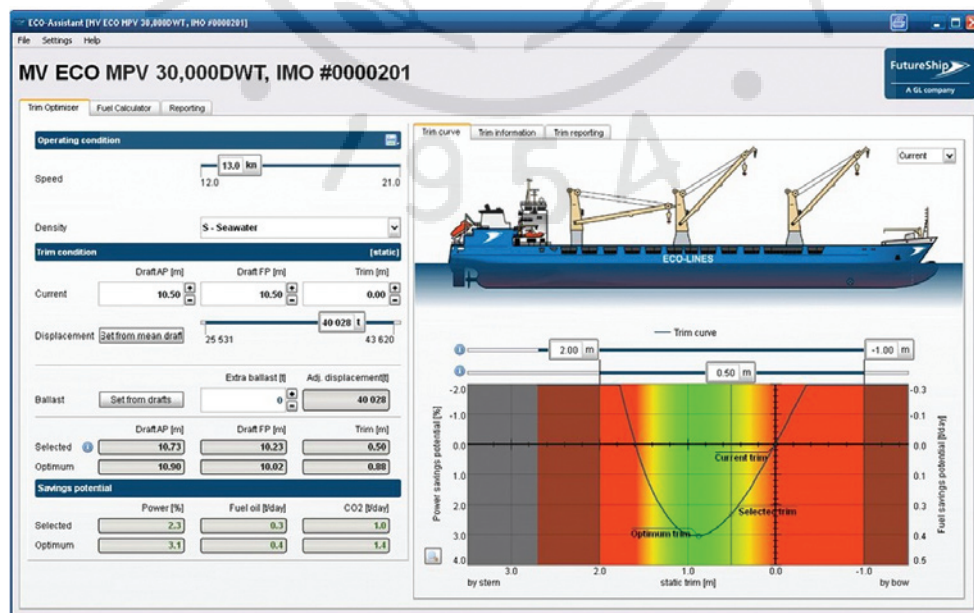 ECO-Assistant [MV ECO MPV 30,000DWT, IMO #0000201]
File Settings Help
MV ECO MPV 30,000DWT, IMO #0000201
FutureShip
A GL company
Trim Optimiser Fuel Calculator Reporting
Operating condition
Speed 13.0 kn
12.0 21.0
Density S - Seawater
Trim condition [static]
Draft AP [m] Draft FP [m] Trim [m]
Current 10.50 10.50 0.00
Displacement Set from mean draft 40 028 t
25 531 43 620
Extra ballast [t] Adj. displacement[t]
Ballast Set from drafts 0 40 028
Draft AP [m] Draft FP [m] Trim [m]
Selected 10.73 10.23 0.50
Optimum 10.90 10.02 0.88
Savings potential
Power [%] Fuel oil [t/day] CO2 [t/day]
Selected 2.3 0.3 1.0
Optimum 3.1 0.4 1.4
Trim curve Trim information Trim reporting
Current
ECO-LINES
Trim curve
2.00 m -1.00 m
0.50 m
Power savings potential [%]
-2.0
-1.0
0.0
1.0
2.0
3.0
4.0
Current trim
Selected trim
Optimum trim
-0.3
-0.1
0.0
0.1
0.2
0.4
0.5
Fuel savings potential [t/day]
3.0 2.0 1.0 0.0 -1.0
by stern static trim [m] by bow
1954